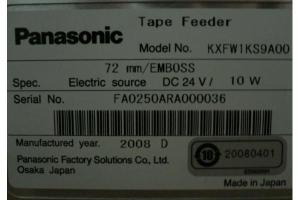 Tape Feeder
Panasonic
Model No. KXFW1KS9A00
72 mm/EMBOSS
Spec. Electric source DC 24 V / 10 W
Serial No. FA0250ARA000036
Manufactured year. 2008 D
Panasonic Factory Solutions Co., Ltd.
Osaka Japan
10 20080401
Made in Japan